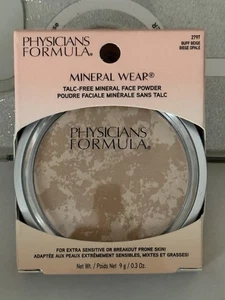 PHYSICIANS
FORMULA®
2797
BUFF BEIGE
BEIGE OPALE
MINERAL WEAR®
TALC-FREE MINERAL FACE POWDER
POUDRE FACIALE MINÉRALE SANS TALC
PHYSICIANS
FORMULA®
FOR EXTRA SENSITIVE OR BREAKOUT PRONE SKIN!
ADAPTÉE AUX PEAUX EXTRÊMEMENT SENSIBLES, MIXTES ET GRASSES!
Net Wt. / Poids Net 9 g / 0.3 Oz.